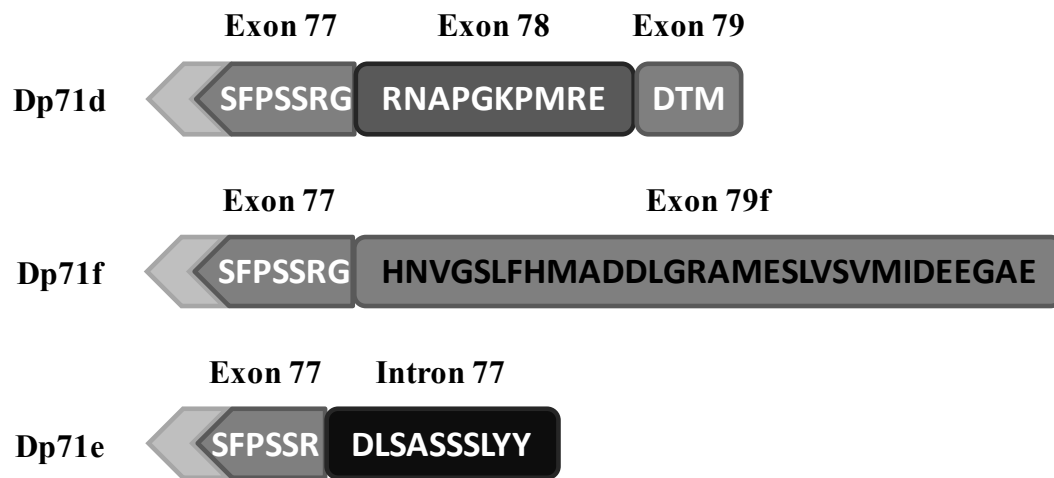 Exon 77 Exon 78 Exon 79
Dp71d SFPSSRG RNAPGKPMRE DTM
Exon 77 Exon 79f
Dp71f SFPSSRG HNVGSLFHMADDLGRAMESLVSVMIDEEGAE
Exon 77 Intron 77
Dp71e SFPSSR DLSASSSLYY